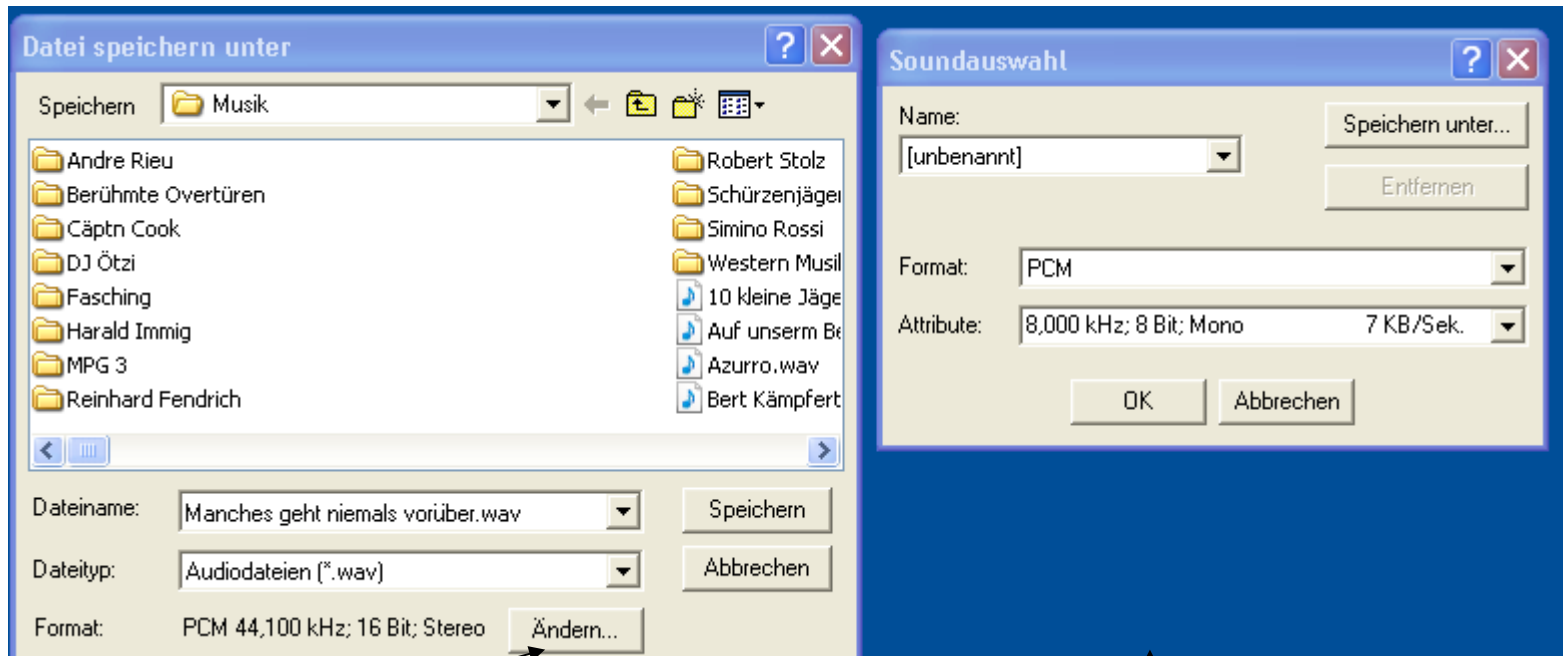 Datei speichern unter
Speichern
Musik
Andre Rieu
Berühmte Overtüren
Cäptn Cook
DJ Ötzi
Fasching
Harald Immig
MPG 3
Reinhard Fendrich
Robert Stolz
Schürzenjäger
Simino Rossi
Western Musil
10 kleine Jäge
Auf unserm Be
Azurro.wav
Bert Kämpfert
Dateiname:
Manches geht niemals vorüber.wav
Speichern
Dateityp:
Audiodateien (*.wav)
Abbrechen
Format:
PCM 44,100 kHz; 16 Bit; Stereo
Ändern...
Soundauswahl
Name:
[unbenannt]
Speichern unter...
Entfernen
Format:
PCM
Attribute:
8,000 kHz; 8 Bit; Mono 7 KB/Sek.
OK
Abbrechen